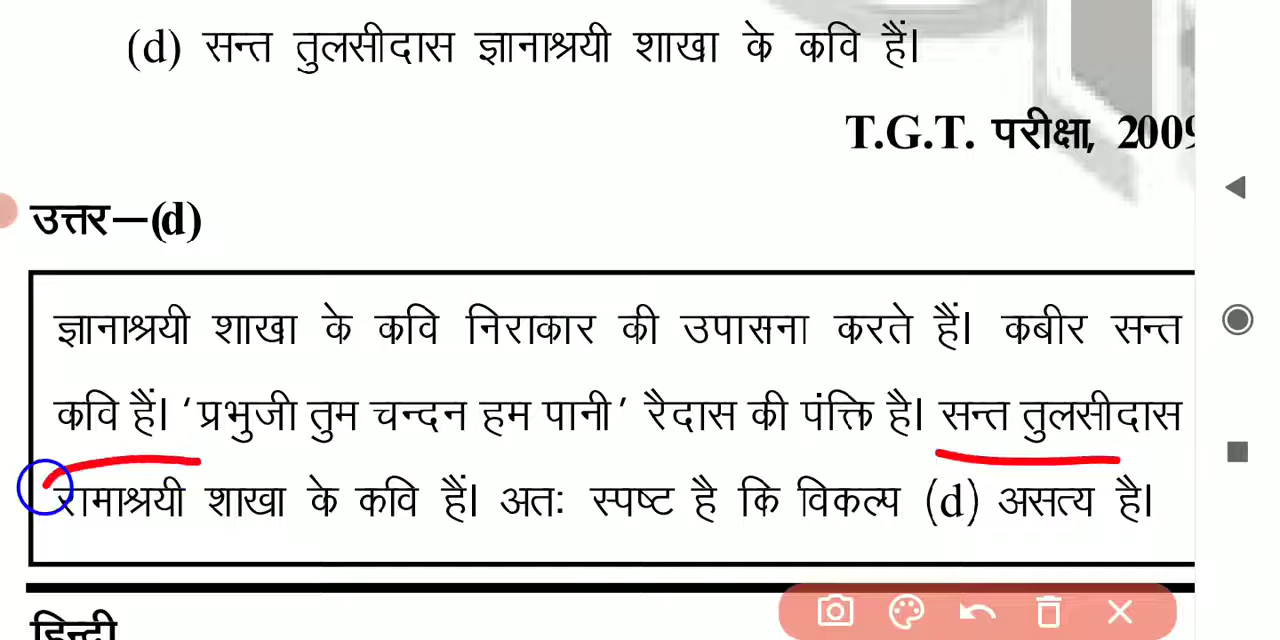 (d) सन्त तुलसीदास ज्ञानाश्रयी शाखा के कवि हैं।
T.G.T. परीक्षा, 2009
उत्तर–(d)
ज्ञानाश्रयी शाखा के कवि निराकार की उपासना करते हैं। कबीर सन्त
कवि हैं। ‘प्रभुजी तुम चन्दन हम पानी’ रैदास की पंक्ति है। सन्त तुलसीदास
रामाश्रयी शाखा के कवि हैं। अतः स्पष्ट है कि विकल्प (d) असत्य है।
हिन्दी